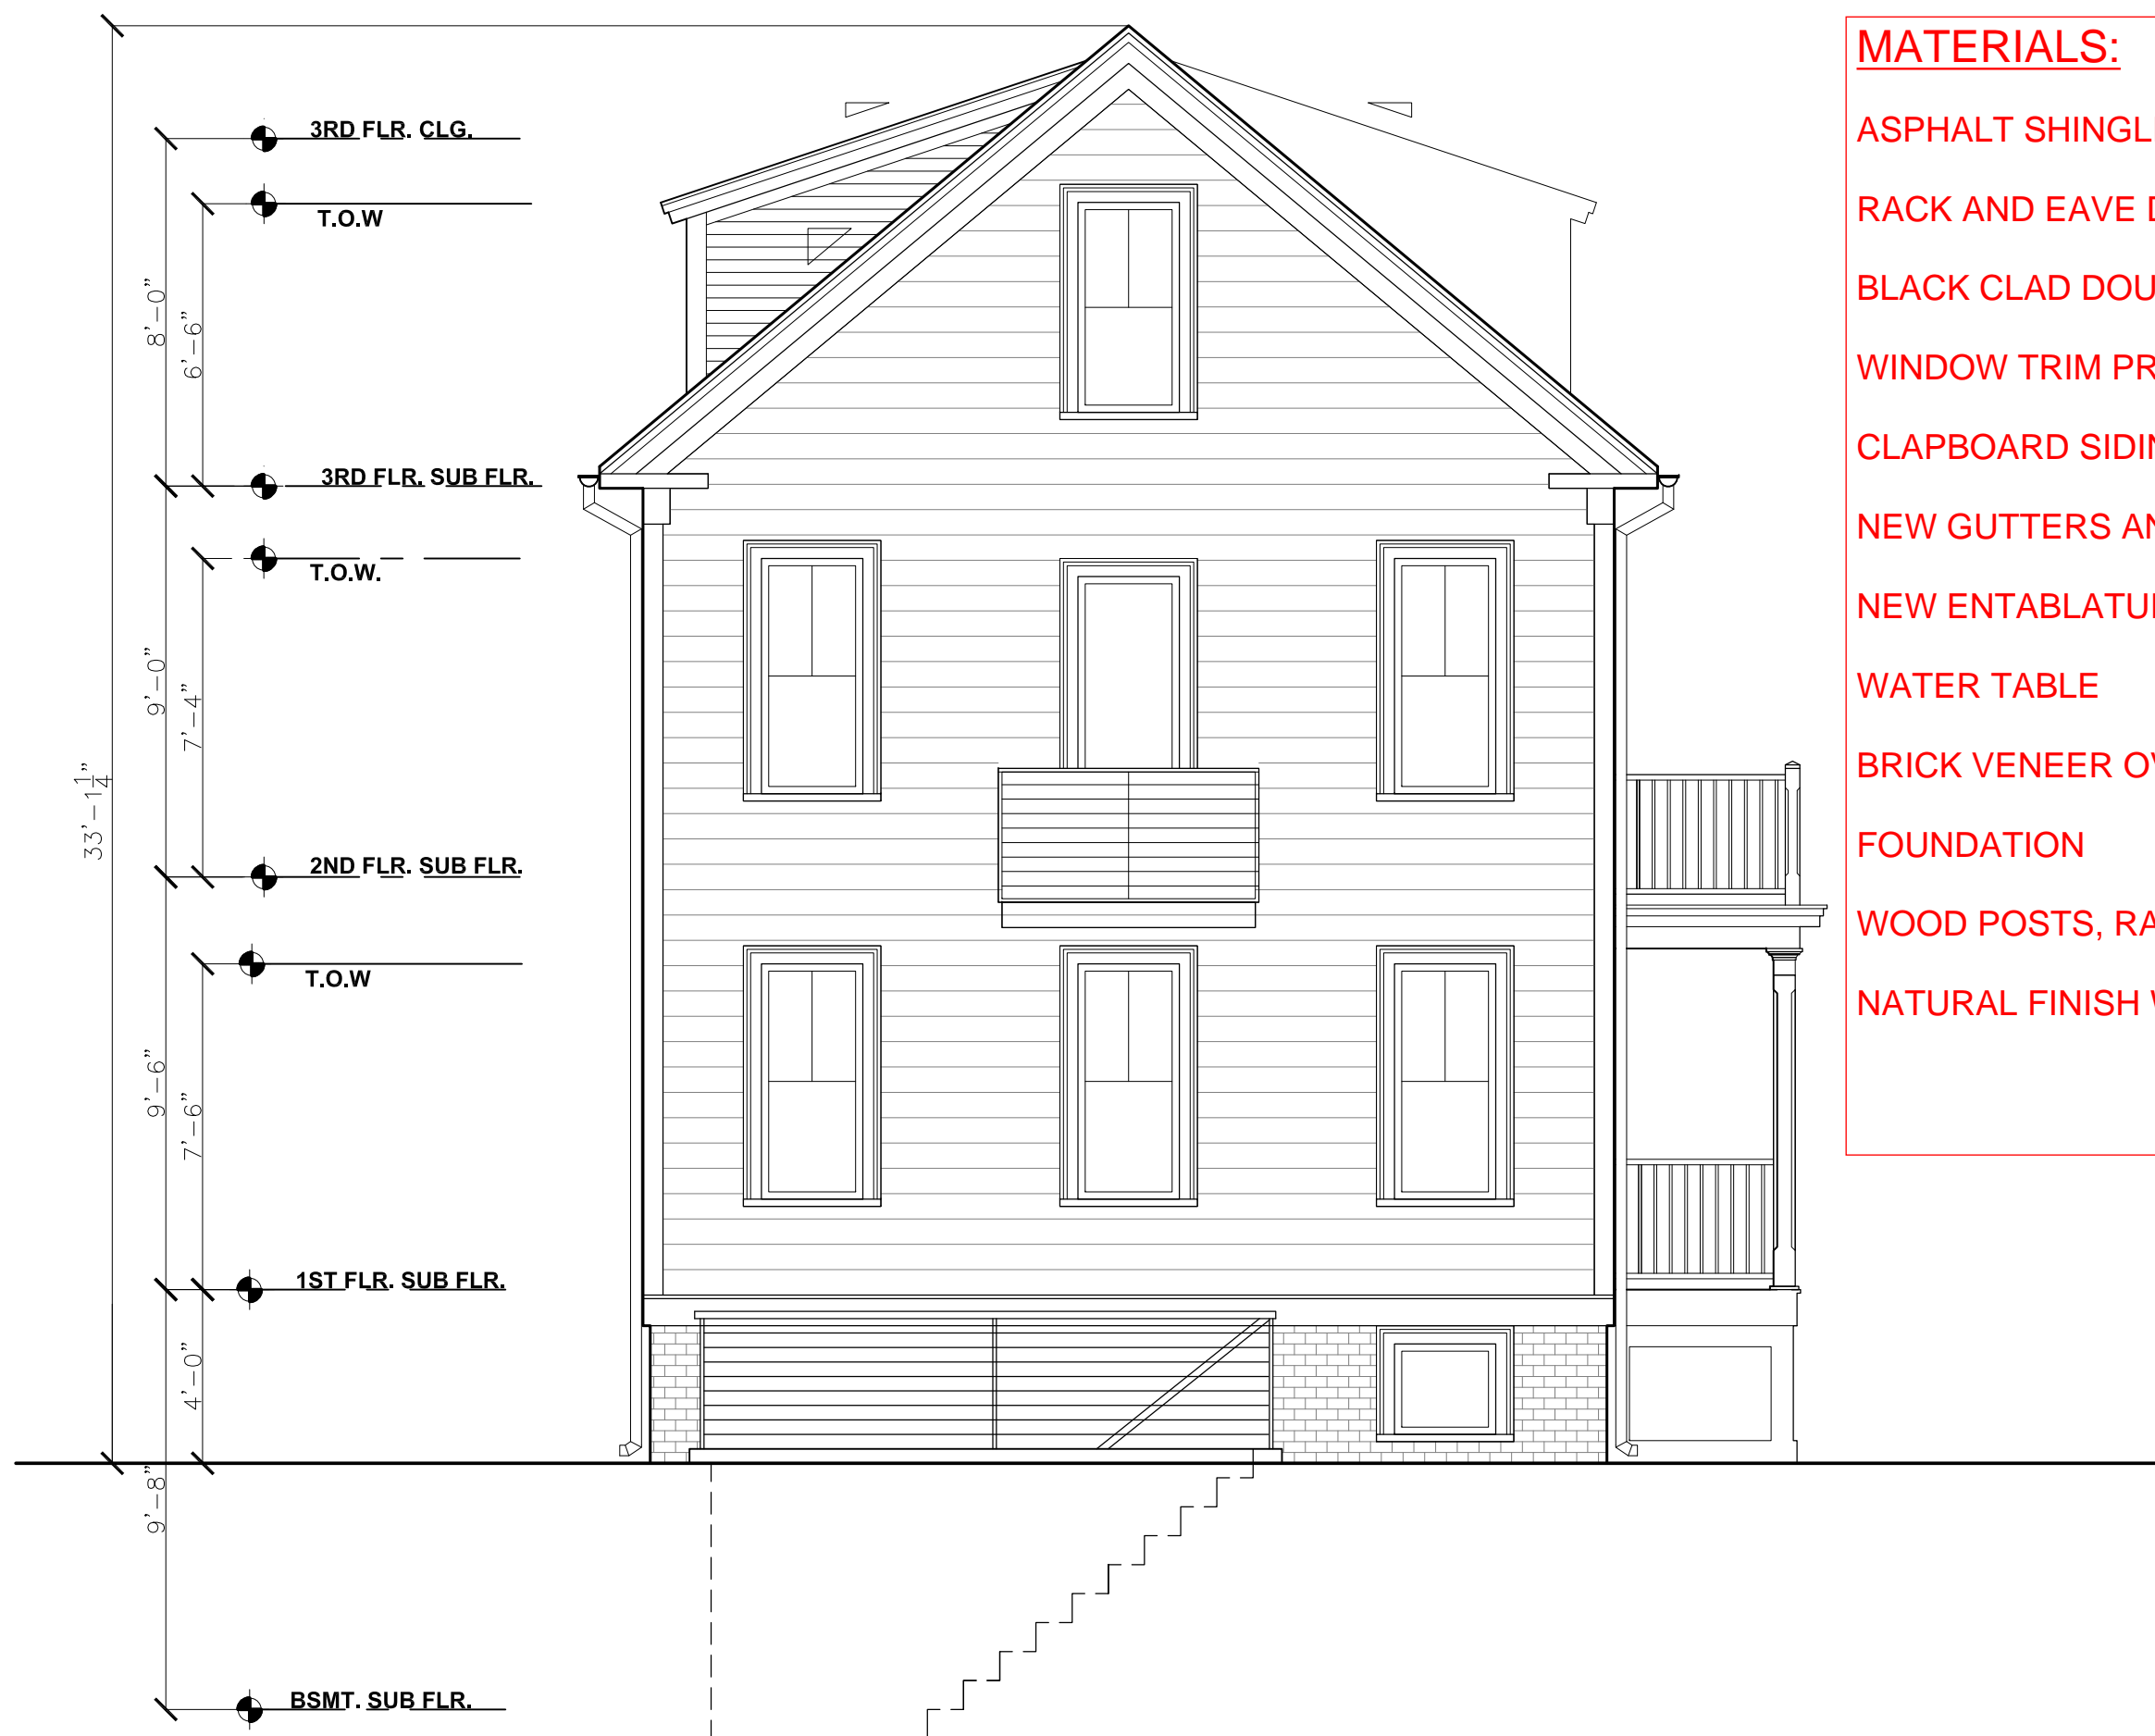 MATERIALS:
ASPHALT SHINGL
RACK AND EAVE
BLACK CLAD DOU
WINDOW TRIM PR
CLAPBOARD SIDI
NEW GUTTERS A
NEW ENTABLATU
WATER TABLE
BRICK VENEER O
FOUNDATION
WOOD POSTS, RA
NATURAL FINISH
3RD FLR. CLG.
T.O.W
8'-0"
6'-6"
3RD FLR. SUB FLR.
T.O.W.
9'-0"
7'-4"
33'-1 1/4"
2ND FLR. SUB FLR.
T.O.W
9'-6"
7'-6"
1ST FLR. SUB FLR.
4'-0"
9'-8"
BSMT. SUB FLR.